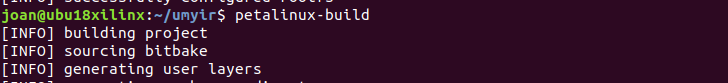 joan@ubu18xilinx:~/umyir$ petalinux-build
[INFO] building project
[INFO] sourcing bitbake
[INFO] generating user layers